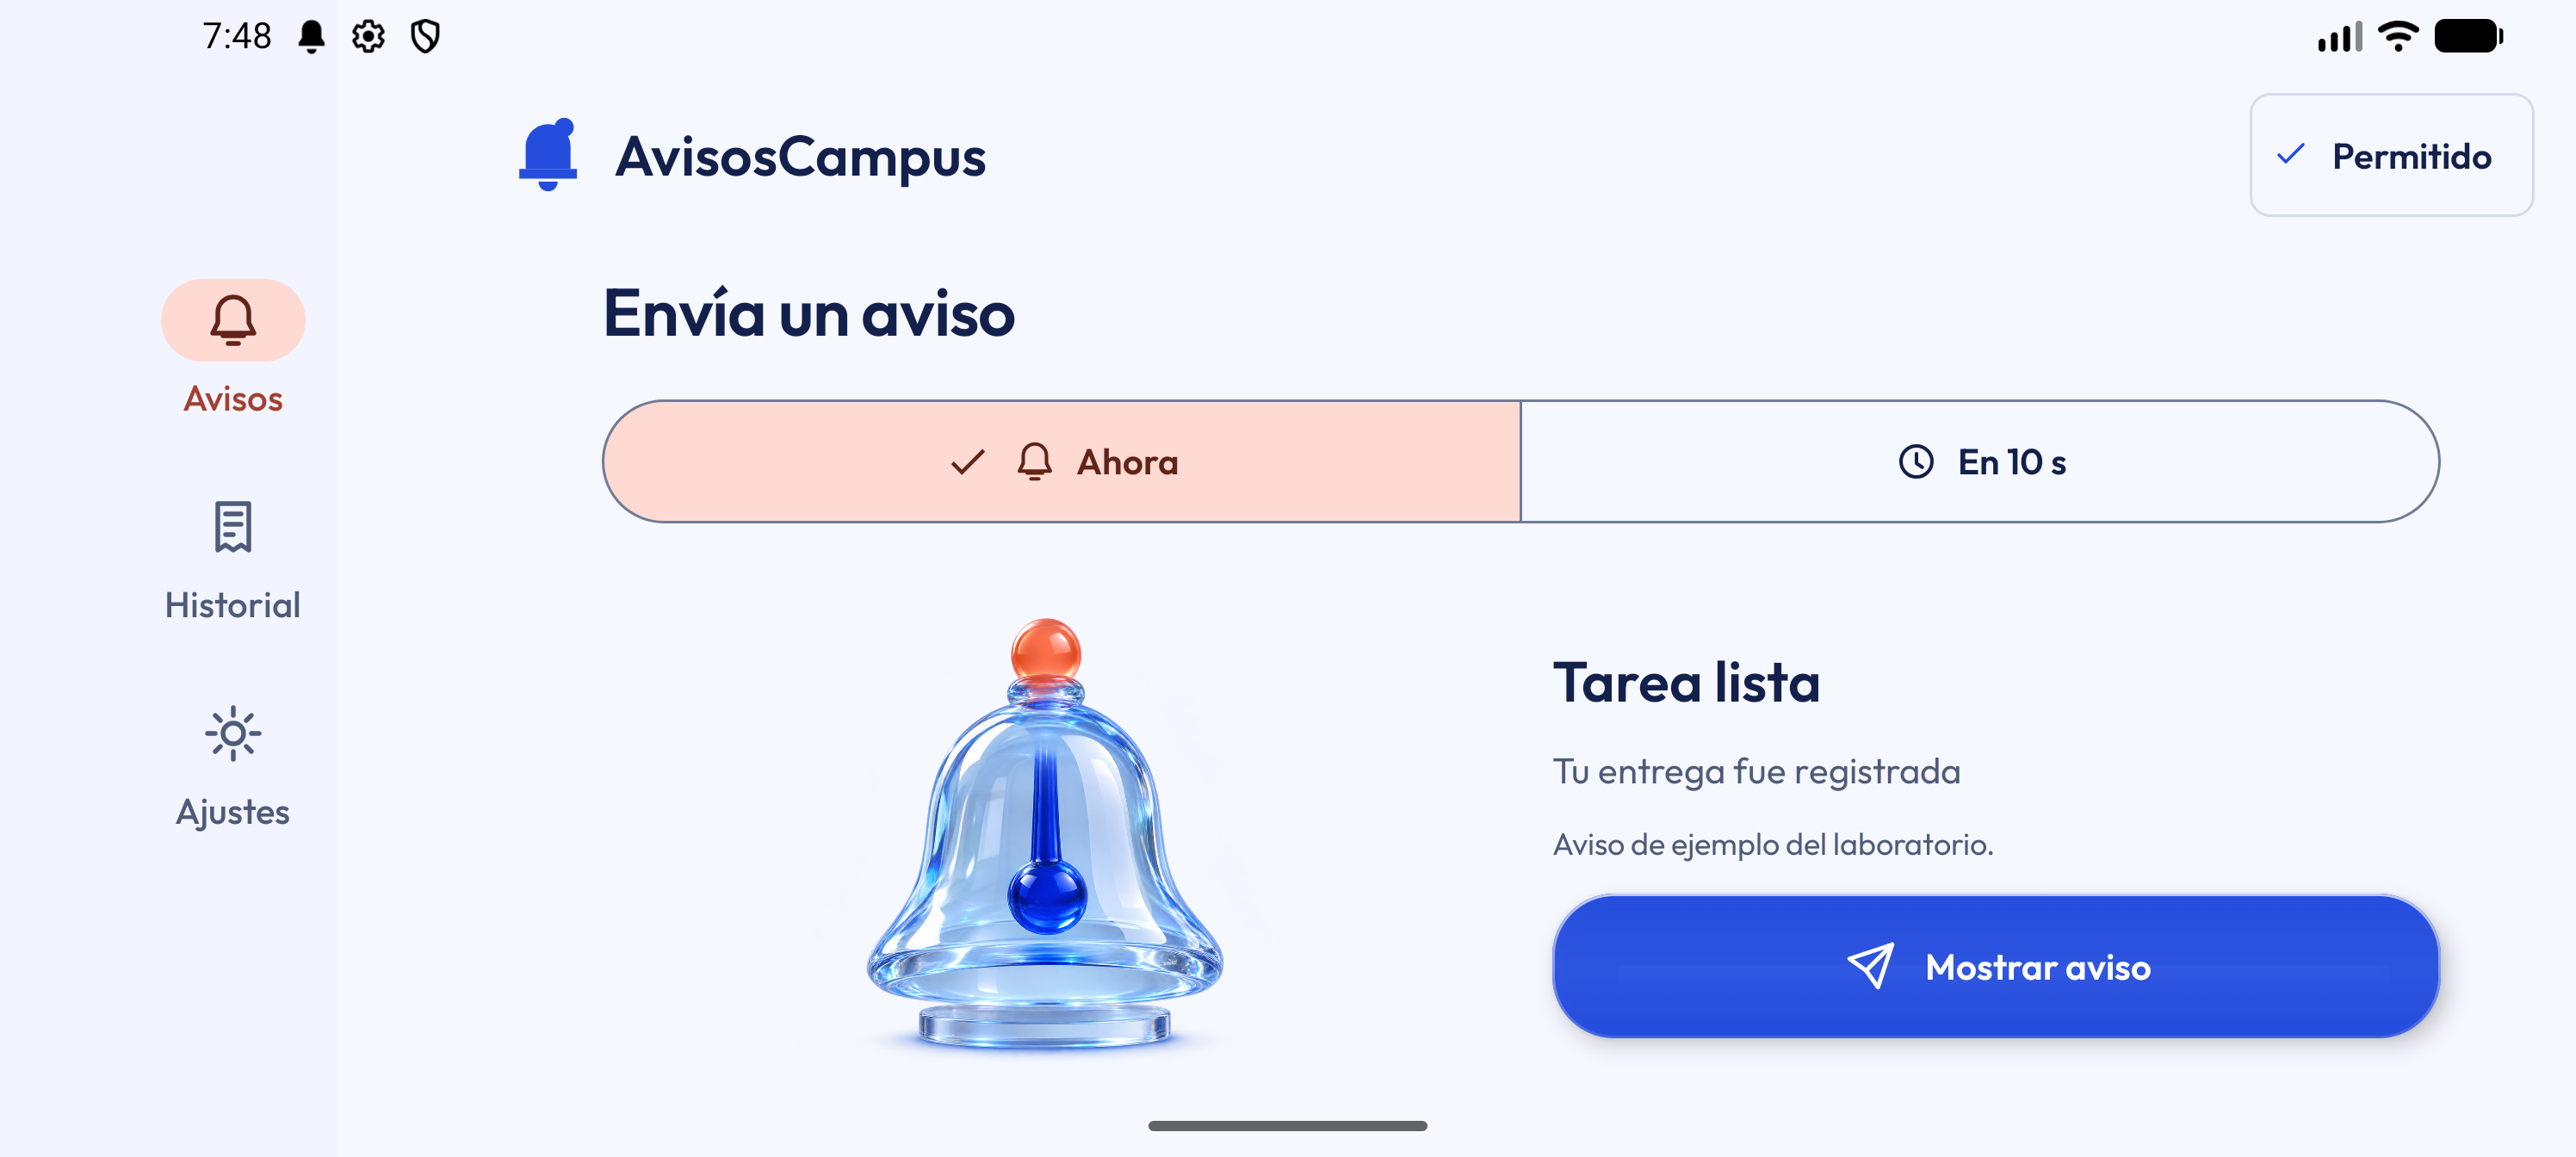 7:48
AvisosCampus
Permitido
Envía un aviso
Avisos
Ahora
En 10 s
Historial
Tarea lista
Tu entrega fue registrada
Ajustes
Aviso de ejemplo del laboratorio.
Mostrar aviso